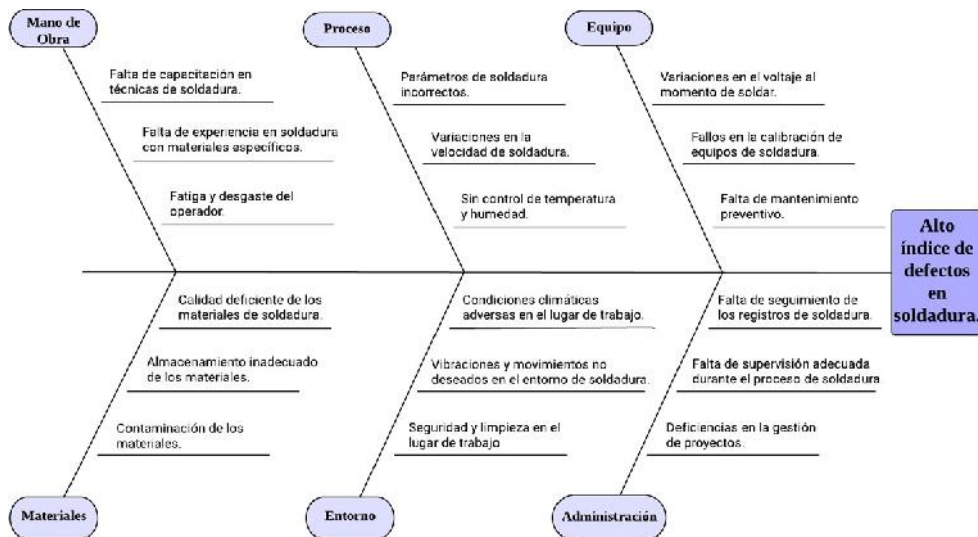 Mano de
Obra
Proceso
Equipo
Falta de capacitación en
técnicas de soldadura.
Falta de experiencia en soldadura
con materiales específicos.
Fatiga y desgaste del
operador.
Parámetros de soldadura
incorrectos.
Variaciones en la
velocidad de soldadura.
Sin control de temperatura
y humedad.
Variaciones en el voltaje al
momento de soldar.
Fallos en la calibración de
equipos de soldadura.
Falta de mantenimiento
preventivo.
Alto
índice de
defectos
en
soldadura.
Calidad deficiente de los
materiales de soldadura.
Almacenamiento inadecuado
de los materiales.
Contaminación de los
materiales.
Condiciones climáticas
adversas en el lugar de trabajo.
Vibraciones y movimientos no
deseados en el entorno de soldadura.
Seguridad y limpieza en el
lugar de trabajo
Falta de seguimiento de
los registros de soldadura.
Falta de supervisión adecuada
durante el proceso de soldadura
Deficiencias en la gestión
de proyectos.
Materiales
Entorno
Administración